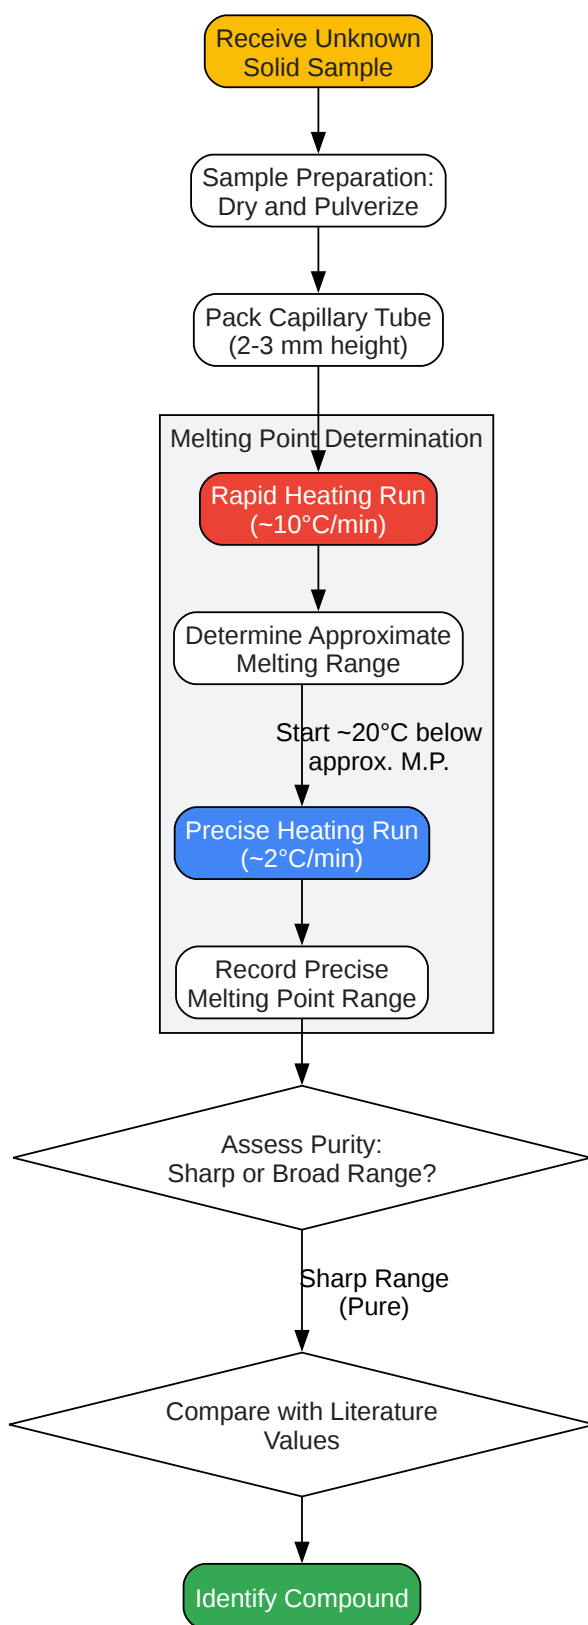 Receive Unknown
Solid Sample
Sample Preparation:
Dry and Pulverize
Pack Capillary Tube
(2-3 mm height)
Melting Point Determination
Rapid Heating Run
(~10°C/min)
Determine Approximate
Melting Range
Start ~20°C below
approx. M.P.
Precise Heating Run
(~2°C/min)
Record Precise
Melting Point Range
Assess Purity:
Sharp or Broad Range?
Sharp Range
(Pure)
Compare with Literature
Values
Identify Compound